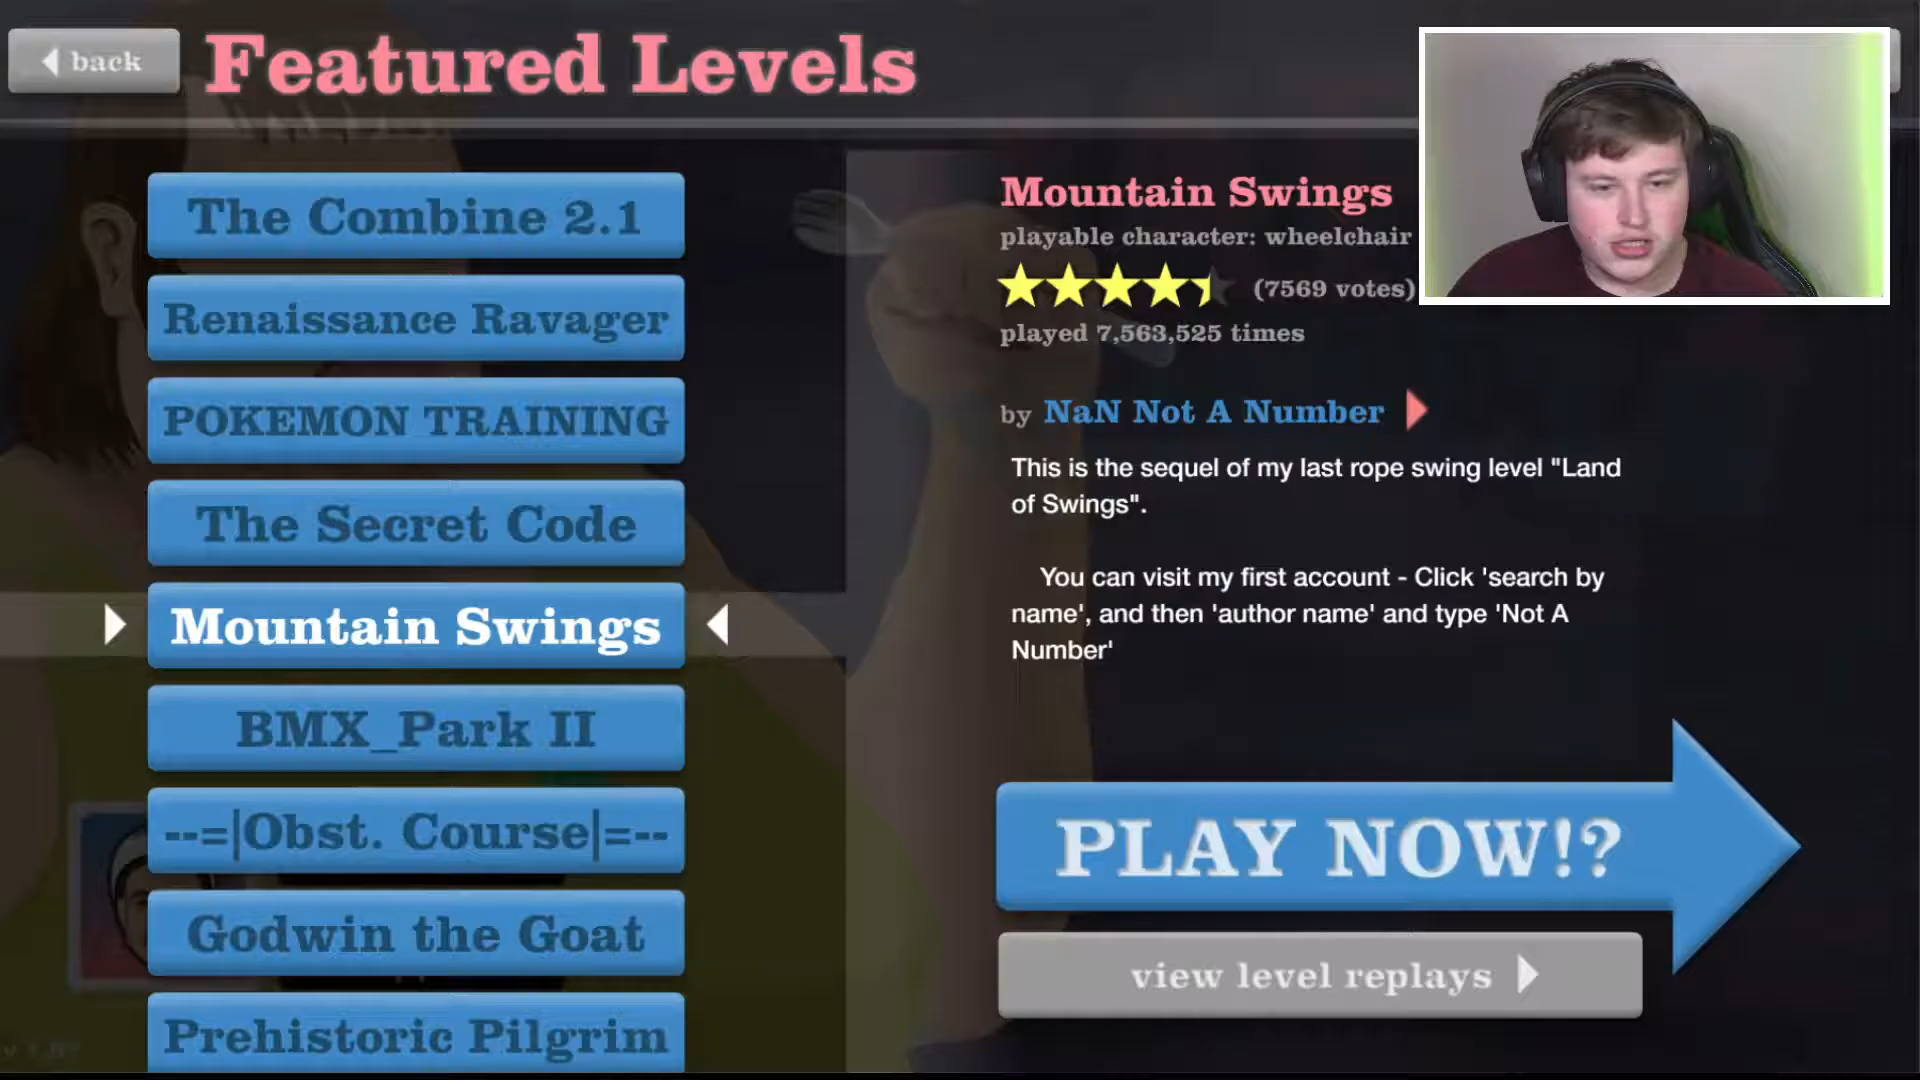 back
Featured Levels
The Combine 2.1
Renaissance Ravager
POKEMON TRAINING
The Secret Code
Mountain Swings
BMX_Park II
--=|Obst. Course|=--
Godwin the Goat
Prehistoric Pilgrim
Mountain Swings
playable character: wheelchair
(7569 votes)
played 7,563,525 times
by NaN Not A Number
This is the sequel of my last rope swing level "Land
of Swings".
You can visit my first account - Click 'search by
name', and then 'author name' and type 'Not A
Number'
PLAY NOW!?
view level replays